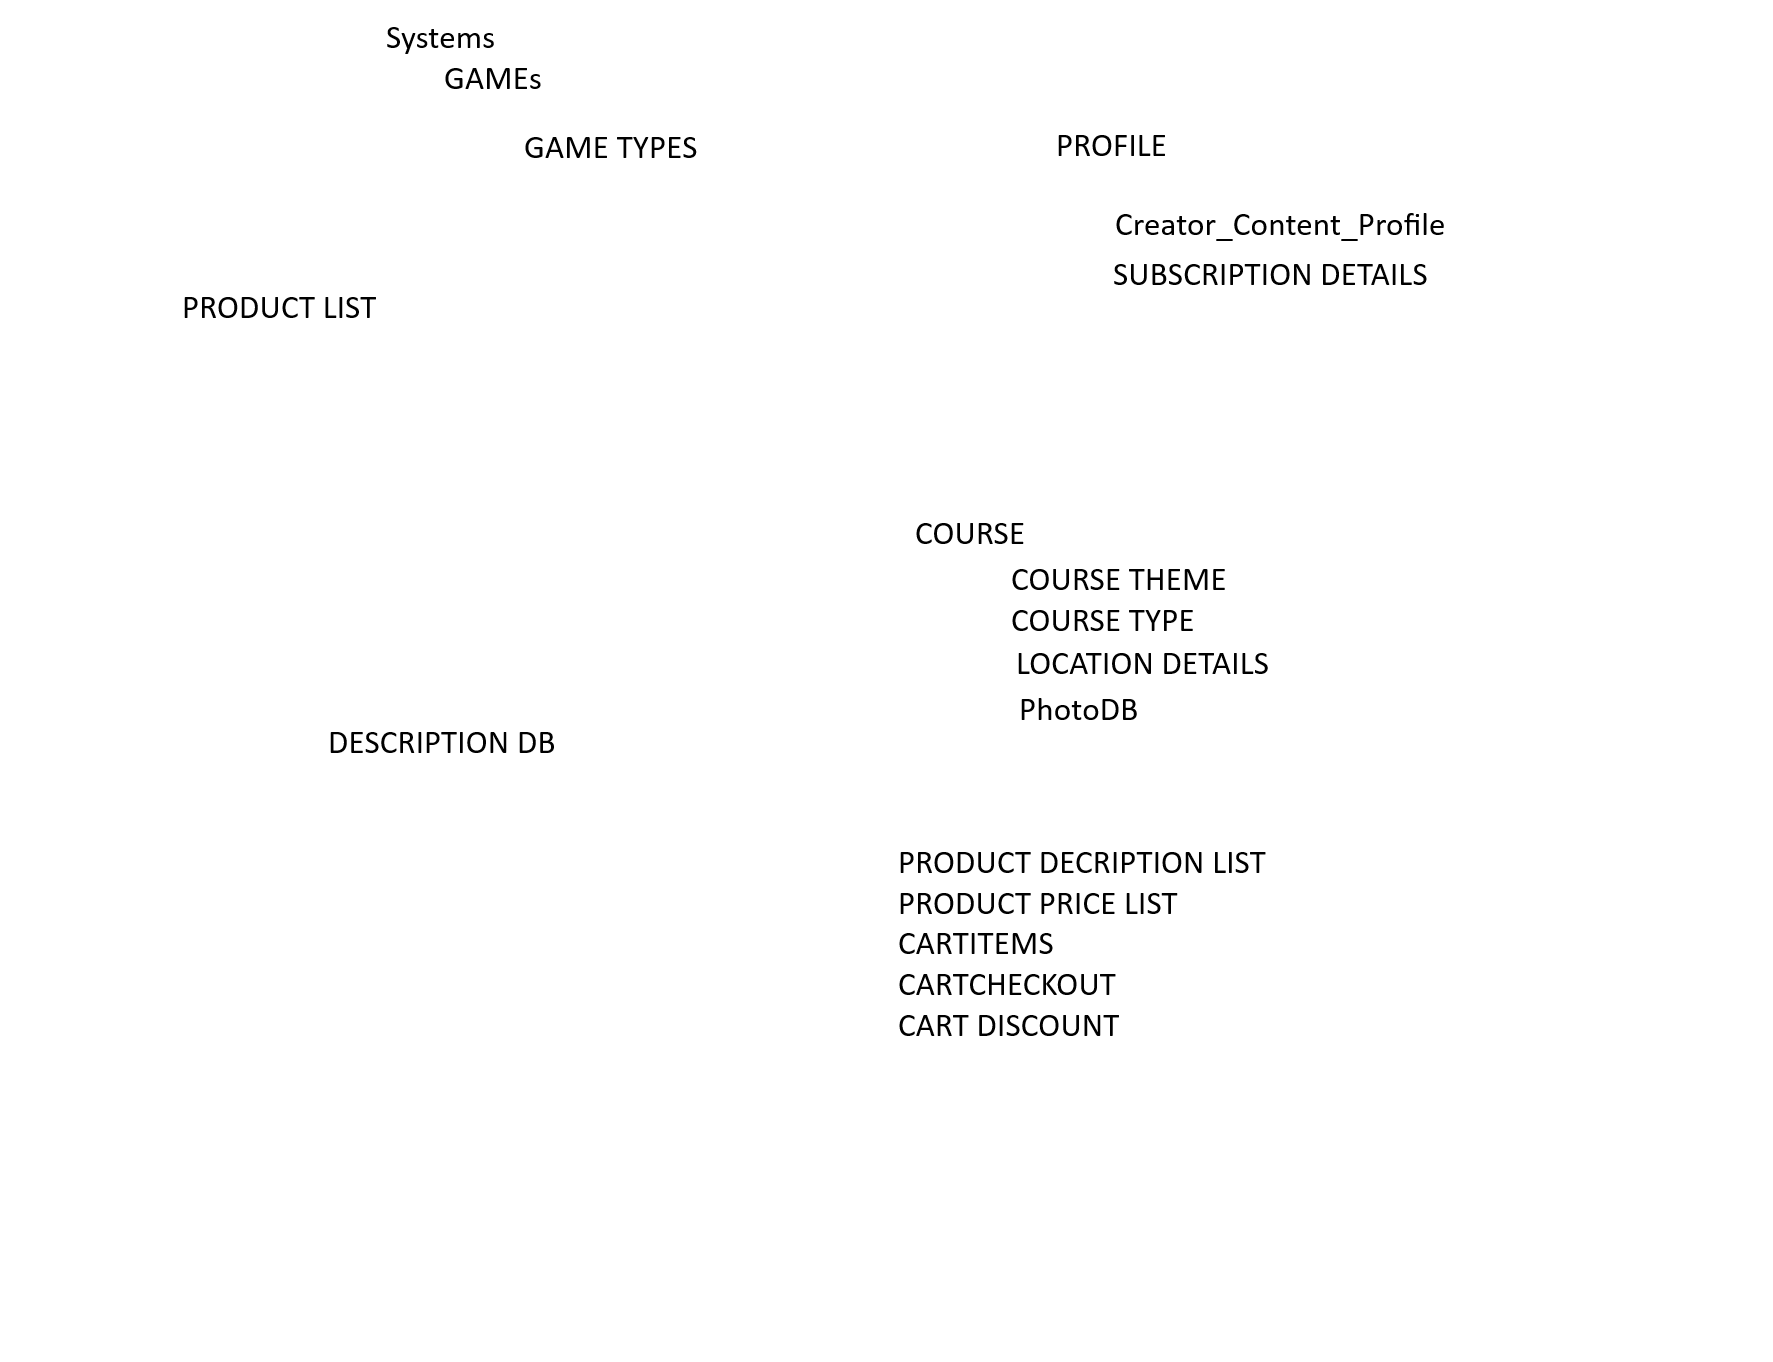 Systems
GAMEs
GAME TYPES
PROFILE
Creator_Content_Profile
SUBSCRIPTION DETAILS
PRODUCT LIST
COURSE
COURSE THEME
COURSE TYPE
LOCATION DETAILS
PhotoDB
DESCRIPTION DB
PRODUCT DECRIPTION LIST
PRODUCT PRICE LIST
CARTITEMS
CARTCHECKOUT
CART DISCOUNT